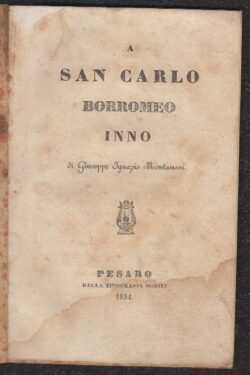 A
SAN CARLO
BORROMEO
INNO
di Giuseppe Ignazio Montanari.
PESARO
DALLA TIPOGRAFIA NOBILI
1834.